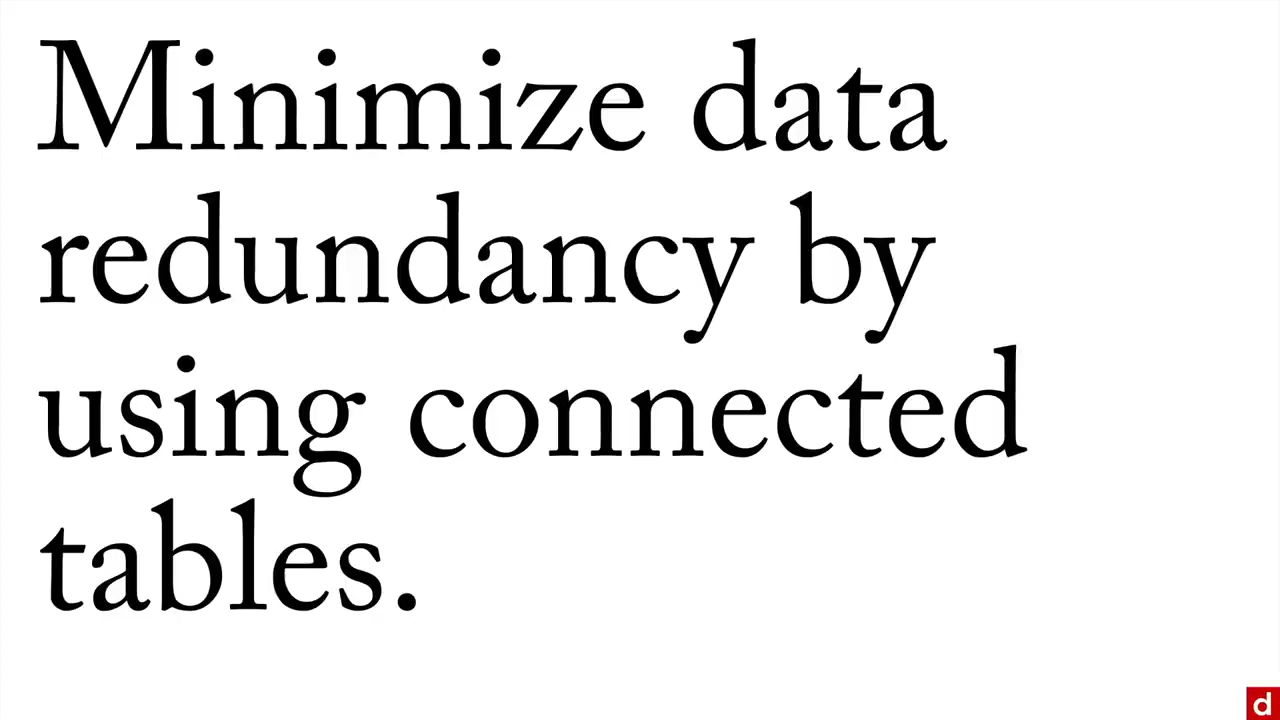 Minimize data
redundancy by
using connected
tables.
d